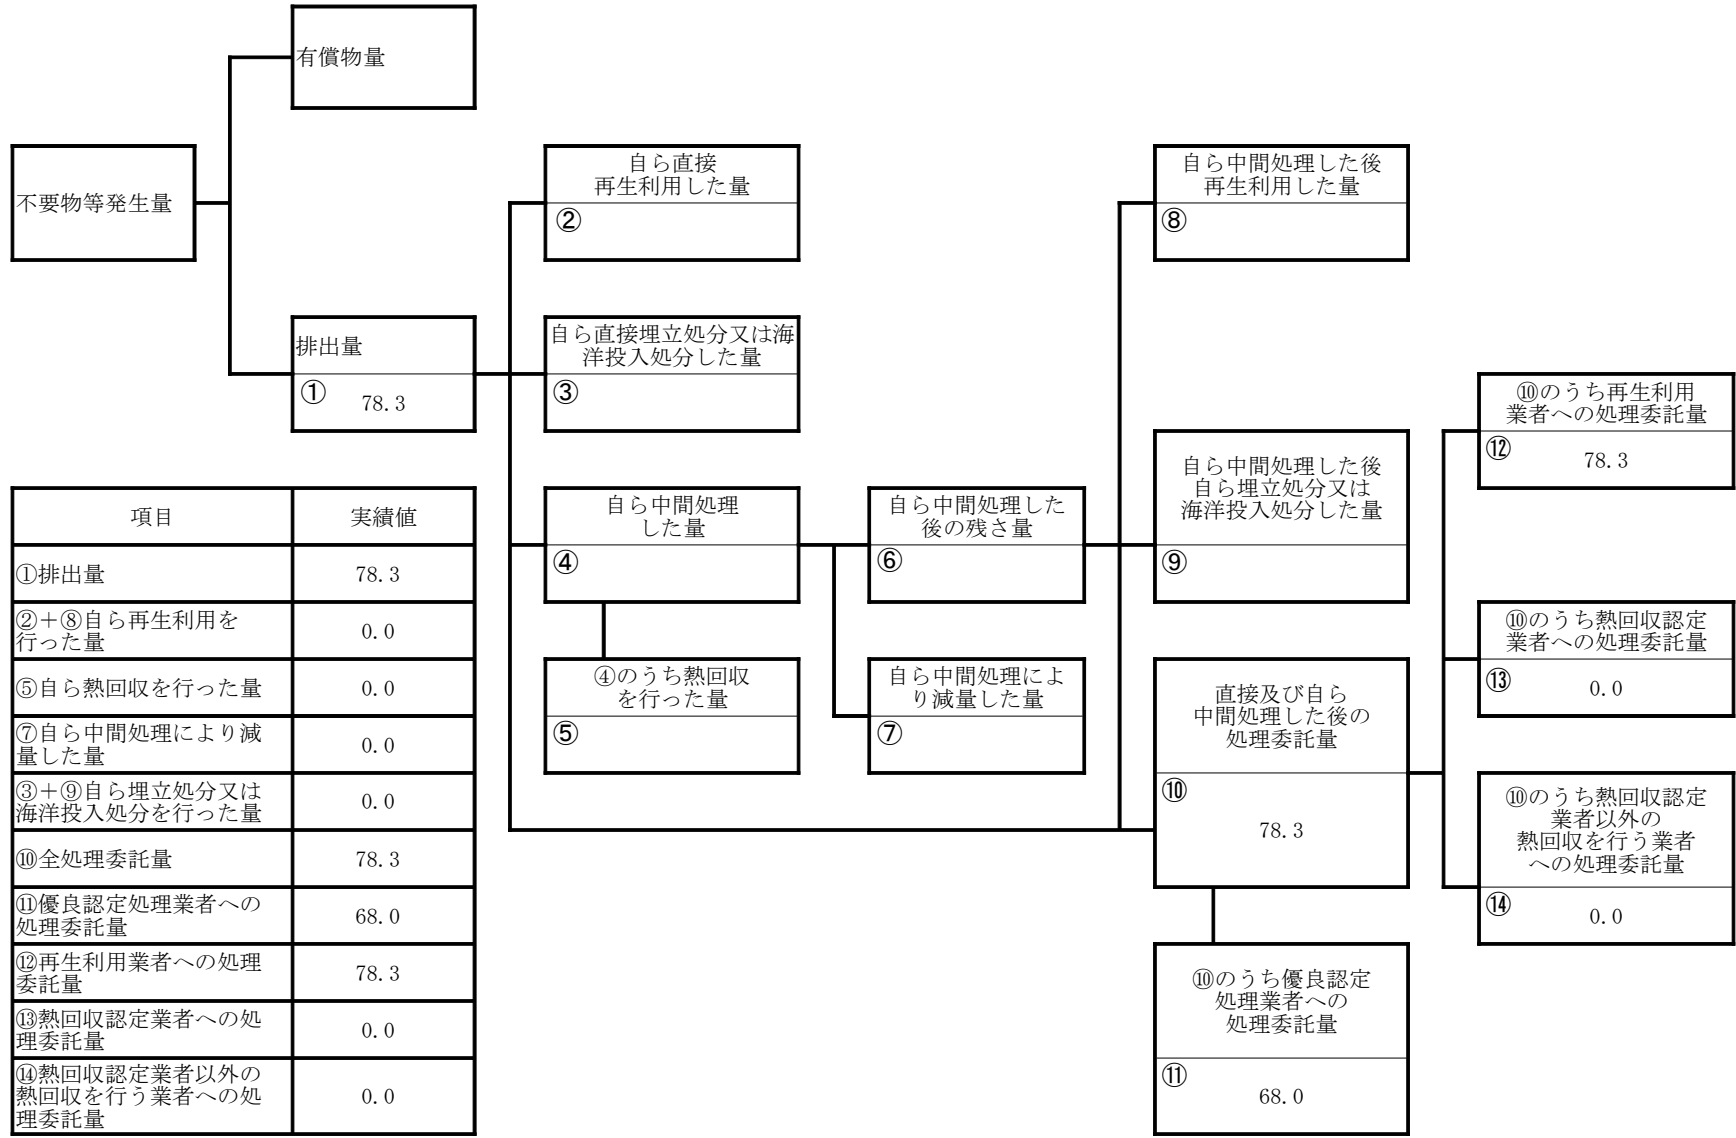 有償物量
不要物等発生量
排出量
① 78.3
自ら直接
再生利用した量
②
自ら直接埋立処分又は海
洋投入処分した量
③
自ら中間処理
した量
④
④のうち熱回収
を行った量
⑤
自ら中間処理した
後の残さ量
⑥
自ら中間処理によ
り減量した量
⑦
自ら中間処理した後
再生利用した量
⑧
自ら中間処理した後
自ら埋立処分又は
海洋投入処分した量
⑨
直接及び自ら
中間処理した後の
処理委託量
⑩
78.3
⑩のうち優良認定
処理業者への
処理委託量
⑪
68.0
⑩のうち再生利用
業者への処理委託量
⑫ 78.3
⑩のうち熱回収認定
業者への処理委託量
⑬ 0.0
⑩のうち熱回収認定
業者以外の
熱回収を行う業者
への処理委託量
⑭ 0.0
項目 実績値
①排出量 78.3
②+⑧自ら再生利用を
行った量 0.0
⑤自ら熱回収を行った量 0.0
⑦自ら中間処理により減
量した量 0.0
③+⑨自ら埋立処分又は
海洋投入処分を行った量 0.0
⑩全処理委託量 78.3
⑪優良認定処理業者への
処理委託量 68.0
⑫再生利用業者への処理
委託量 78.3
⑬熱回収認定業者への処
理委託量 0.0
⑭熱回収認定業者以外の
熱回収を行う業者への処
理委託量 0.0